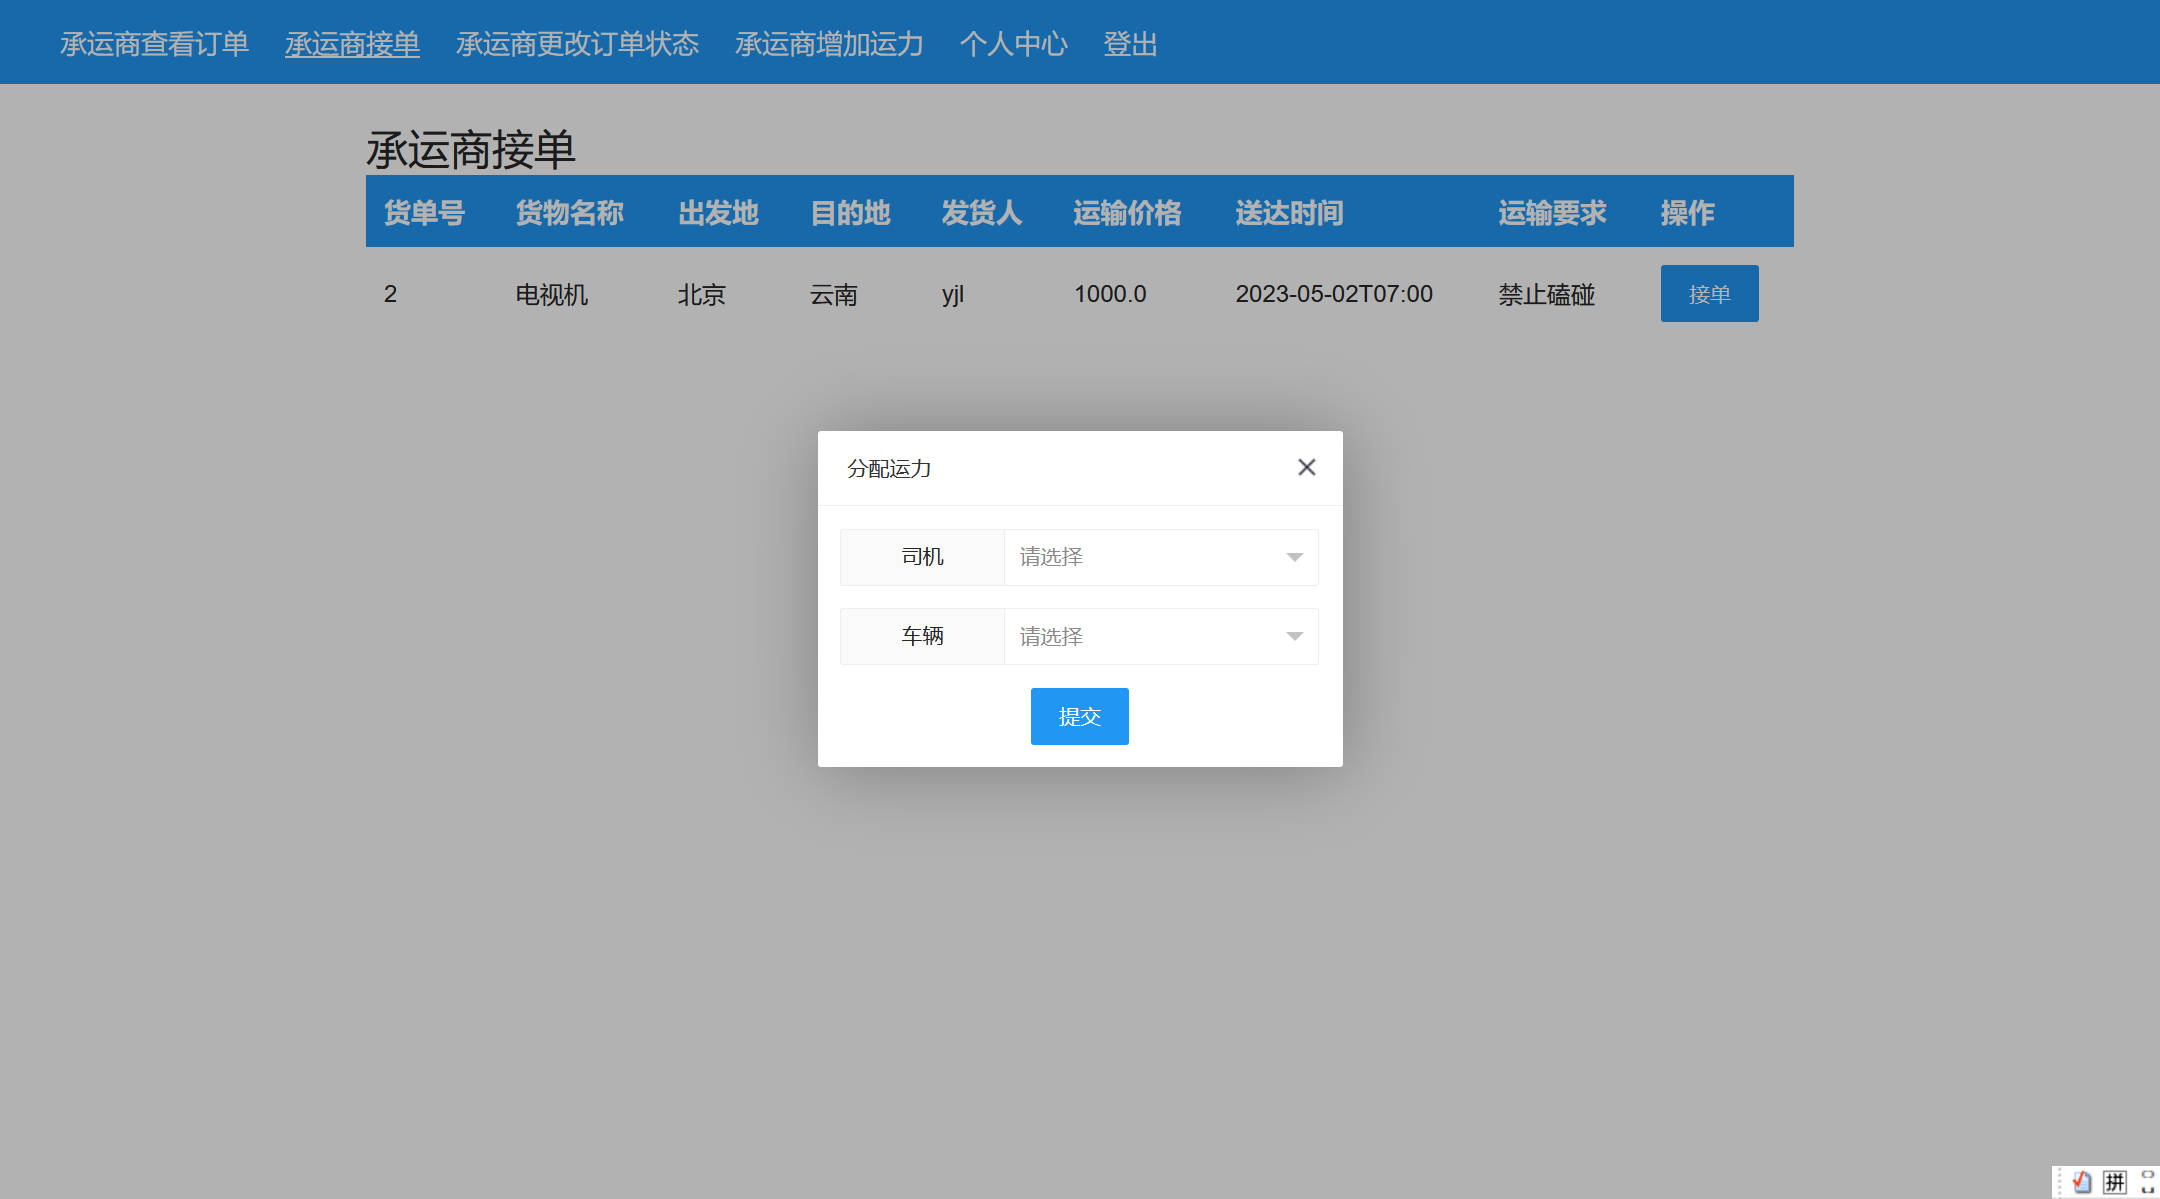 承运商查看订单 承运商接单 承运商更改订单状态 承运商增加运力 个人中心 登出
承运商接单
货单号 货物名称 出发地 目的地 发货人 运输价格 送达时间 运输要求 操作
2 电视机 北京 云南 yjl 1000.0 2023-05-02T07:00 禁止磕碰 接单
分配运力
司机 请选择
车辆 请选择
提交
拼